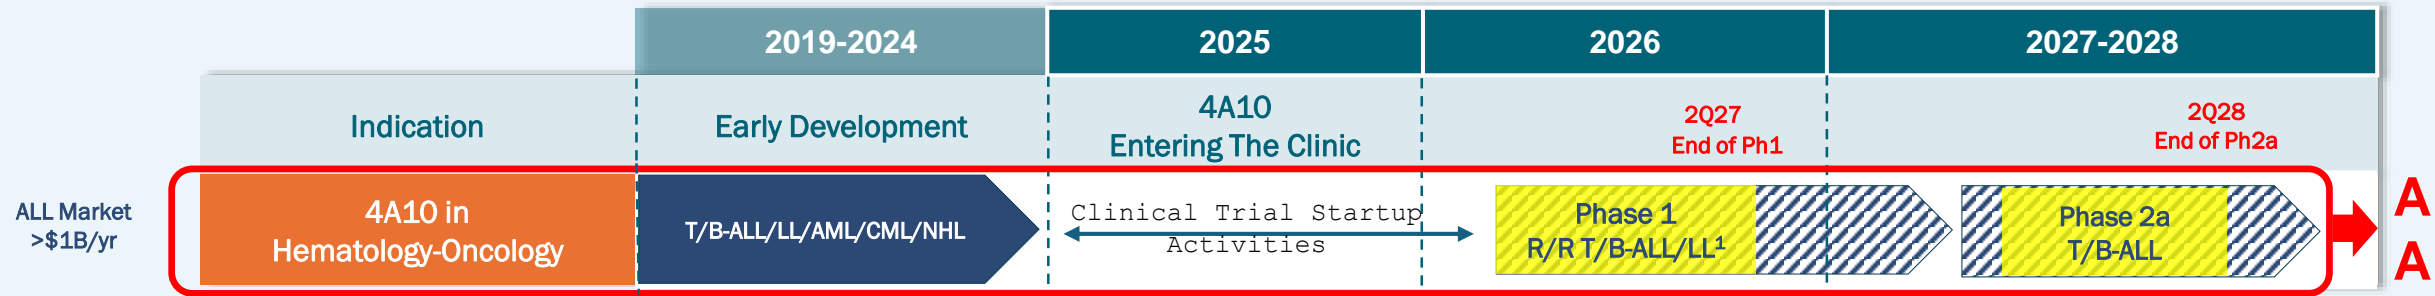 2019-2024
2025
2026
2027-2028
Indication
Early Development
4A10
Entering The Clinic
2Q27
End of Ph1
2Q28
End of Ph2a
ALL Market
>$1B/yr
4A10 in
Hematology-Oncology
T/B-ALL/LL/AML/CML/NHL
Clinical Trial Startup
Activities
Phase 1
R/R T/B-ALL/LL¹
Phase 2a
T/B-ALL
A
A